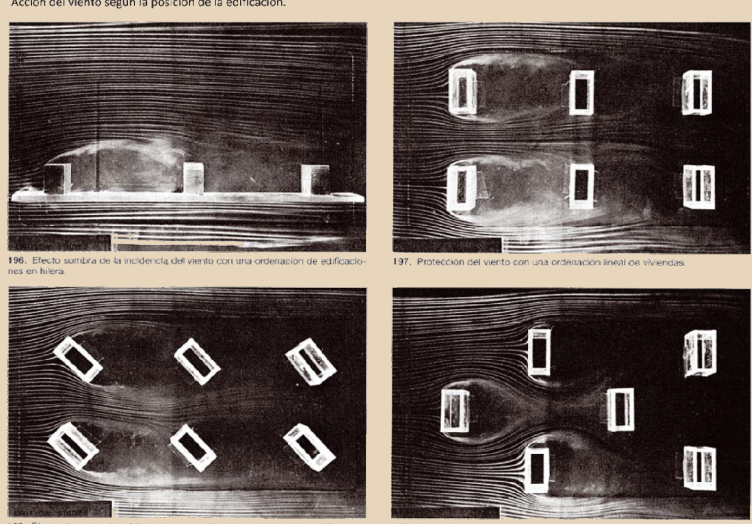 Acción del viento según la posición de la edificación.
196. Efecto sombra de la incidencia del viento con una ordenación de edificacio-
nes en hilera.
197. Protección del viento con una ordenación lineal de viviendas.